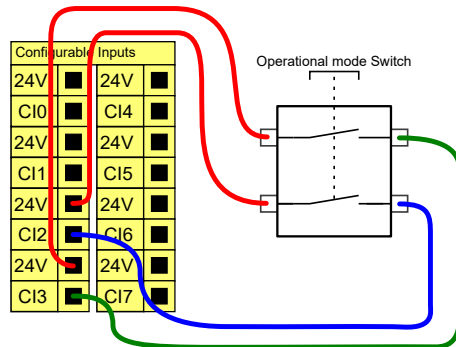 Configurable Inputs
Operational mode Switch
24V 24V
CI0 CI4
24V 24V
CI1 CI5
24V 24V
CI2 CI6
24V 24V
CI3 CI7